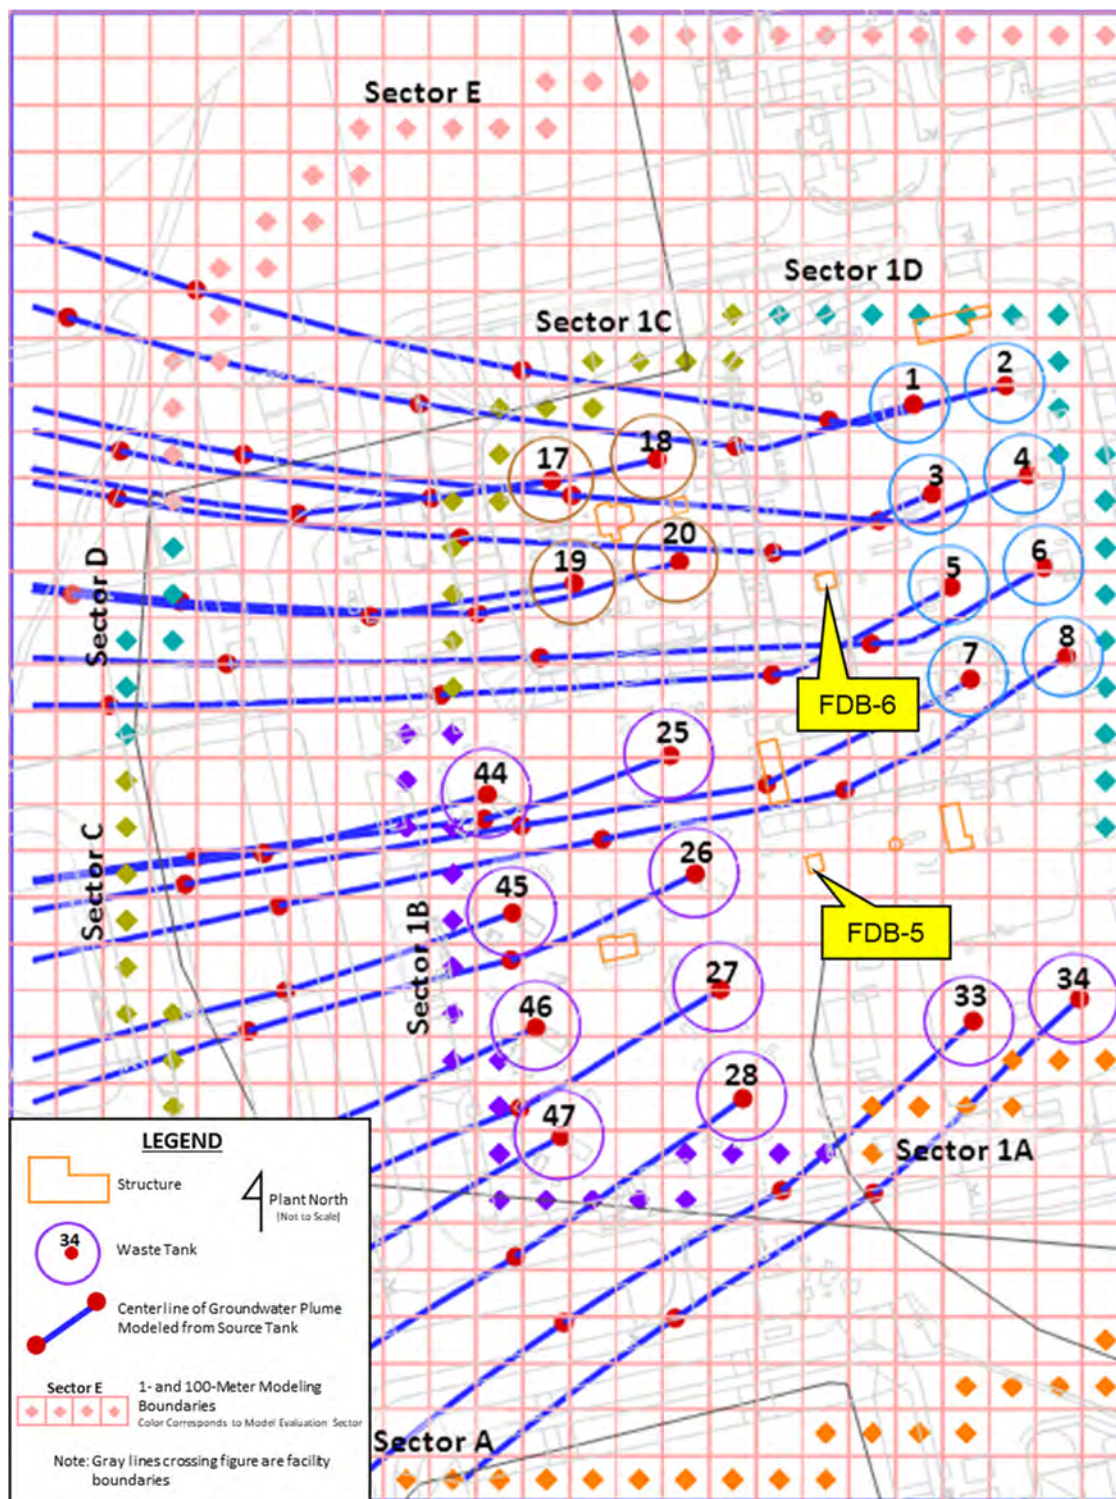 Sector E
Sector 1D
Sector 1C
1
2
17
18
3
4
19
20
5
6
Sector D
7
8
FDB-6
25
44
26
45
Sector C
Sector 1B
FDB-5
27
33
34
46
28
47
Sector 1A
LEGEND
Structure
Plant North
(Not to Scale)
34
Waste Tank
Centerline of Groundwater Plume
Modeled from Source Tank
Sector E
1- and 100-Meter Modeling
Boundaries
Color Corresponds to Model Evaluation Sector
Note: Gray lines crossing figure are facility
boundaries
Sector A